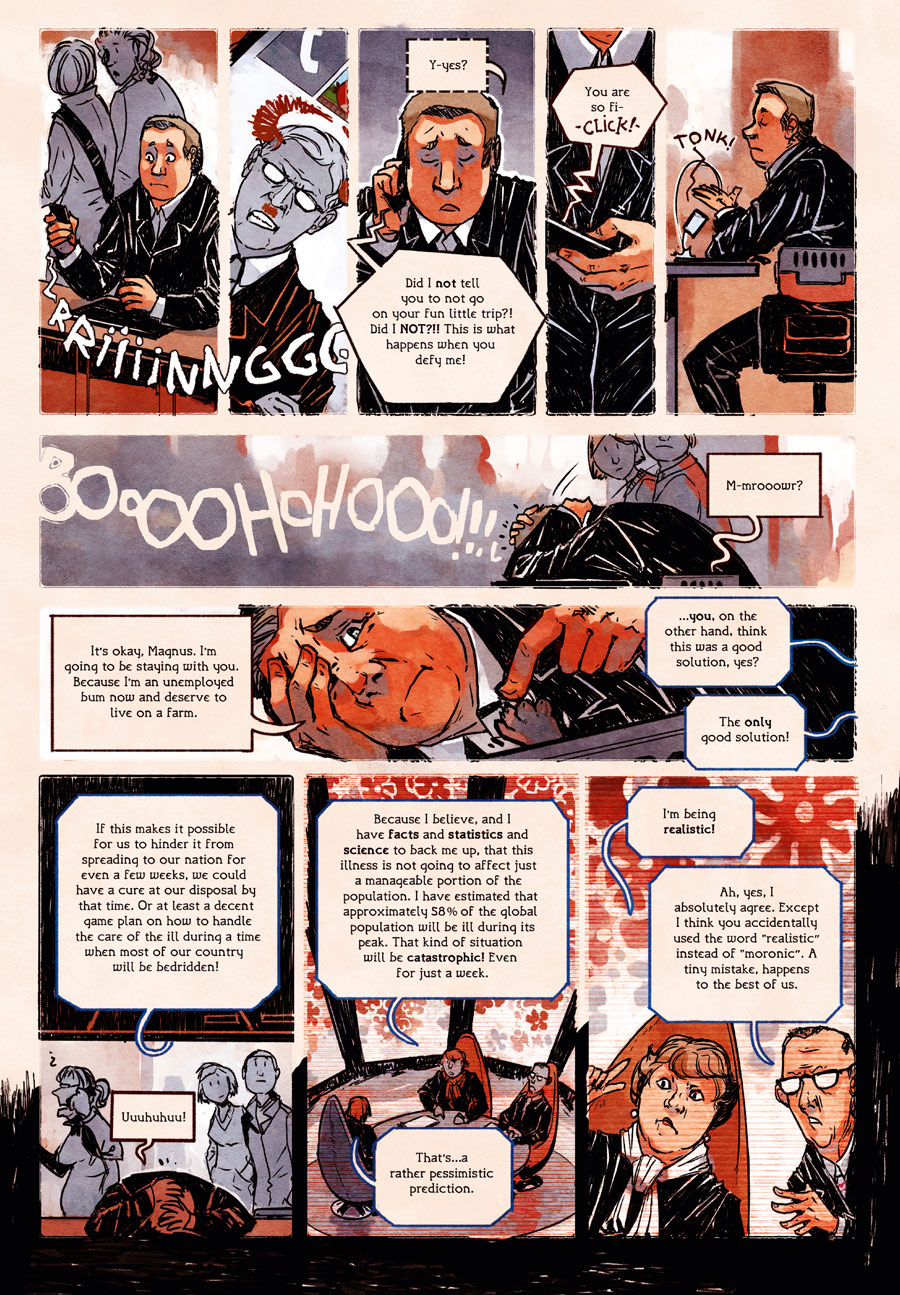 RRiiiiNNGGGG
Y-yes?
Did I not tell
you to not go
on your fun little trip?!
Did I NOT?!! This is what
happens when you
defy me!
You are
so fi-
-CLICK!-
TONK!
BOooOOHOHOOOo!!!
M-mrooowr?
It's okay, Magnus. I'm
going to be staying with you.
Because I'm an unemployed
bum now and deserve to
live on a farm.
...you, on the
other hand, think
this was a good
solution, yes?
The only
good solution!
If this makes it possible
for us to hinder it from
spreading to our nation for
even a few weeks, we could
have a cure at our disposal by
that time. Or at least a decent
game plan on how to handle
the care of the ill during a time
when most of our country
will be bedridden!
¿
Uuuhuhuu!
Because I believe, and I
have facts and statistics and
science to back me up, that this
illness is not going to affect just
a manageable portion of the
population. I have estimated that
approximately 58% of the global
population will be ill during its
peak. That kind of situation
will be catastrophic! Even
for just a week.
That's...a
rather pessimistic
prediction.
I'm being
realistic!
Ah, yes, I
absolutely agree. Except
I think you accidentally
used the word "realistic"
instead of "moronic". A
tiny mistake, happens
to the best of us.